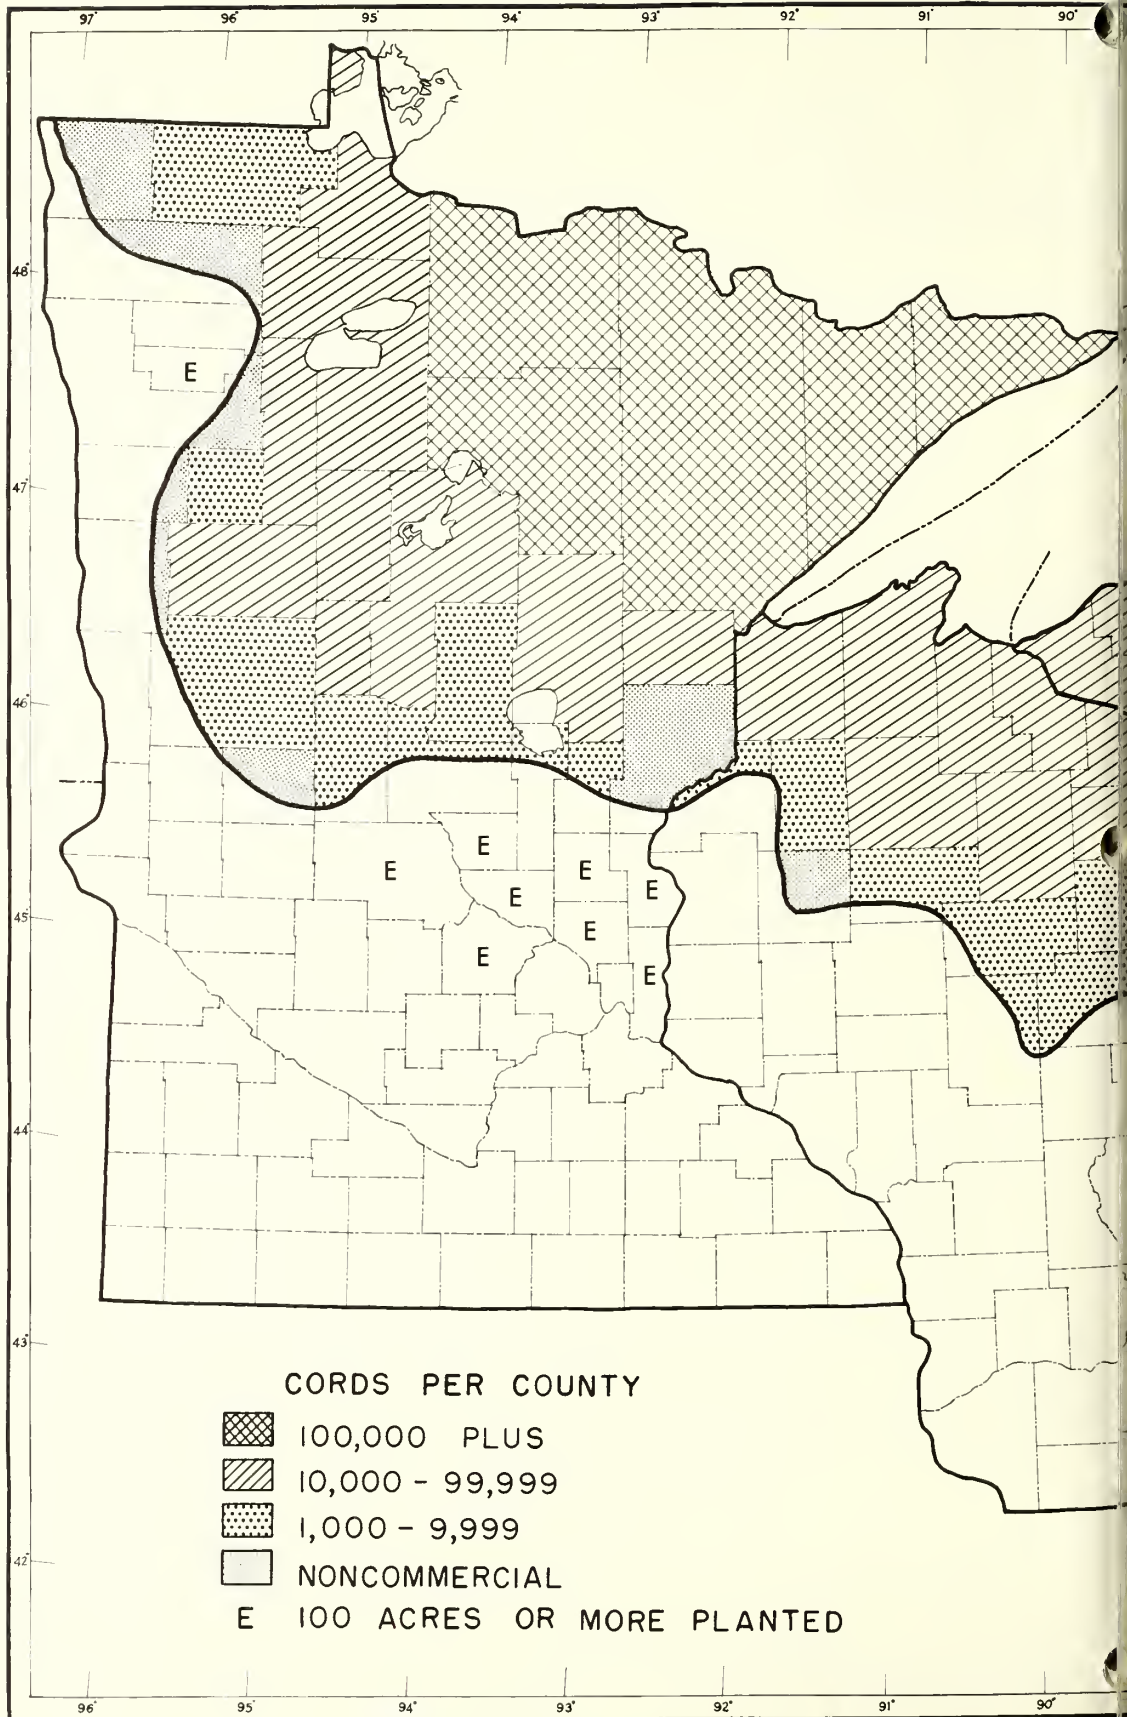 97° 96° 95° 94° 93° 92° 91° 90°
48°
E
47°
46°
E
E E
E E
E
E
E
E
45°
44°
43°
CORDS PER COUNTY
100,000 PLUS
10,000 - 99,999
1,000 - 9,999
42°
NONCOMMERCIAL
E 100 ACRES OR MORE PLANTED
96° 95° 94° 93° 92° 91° 90°